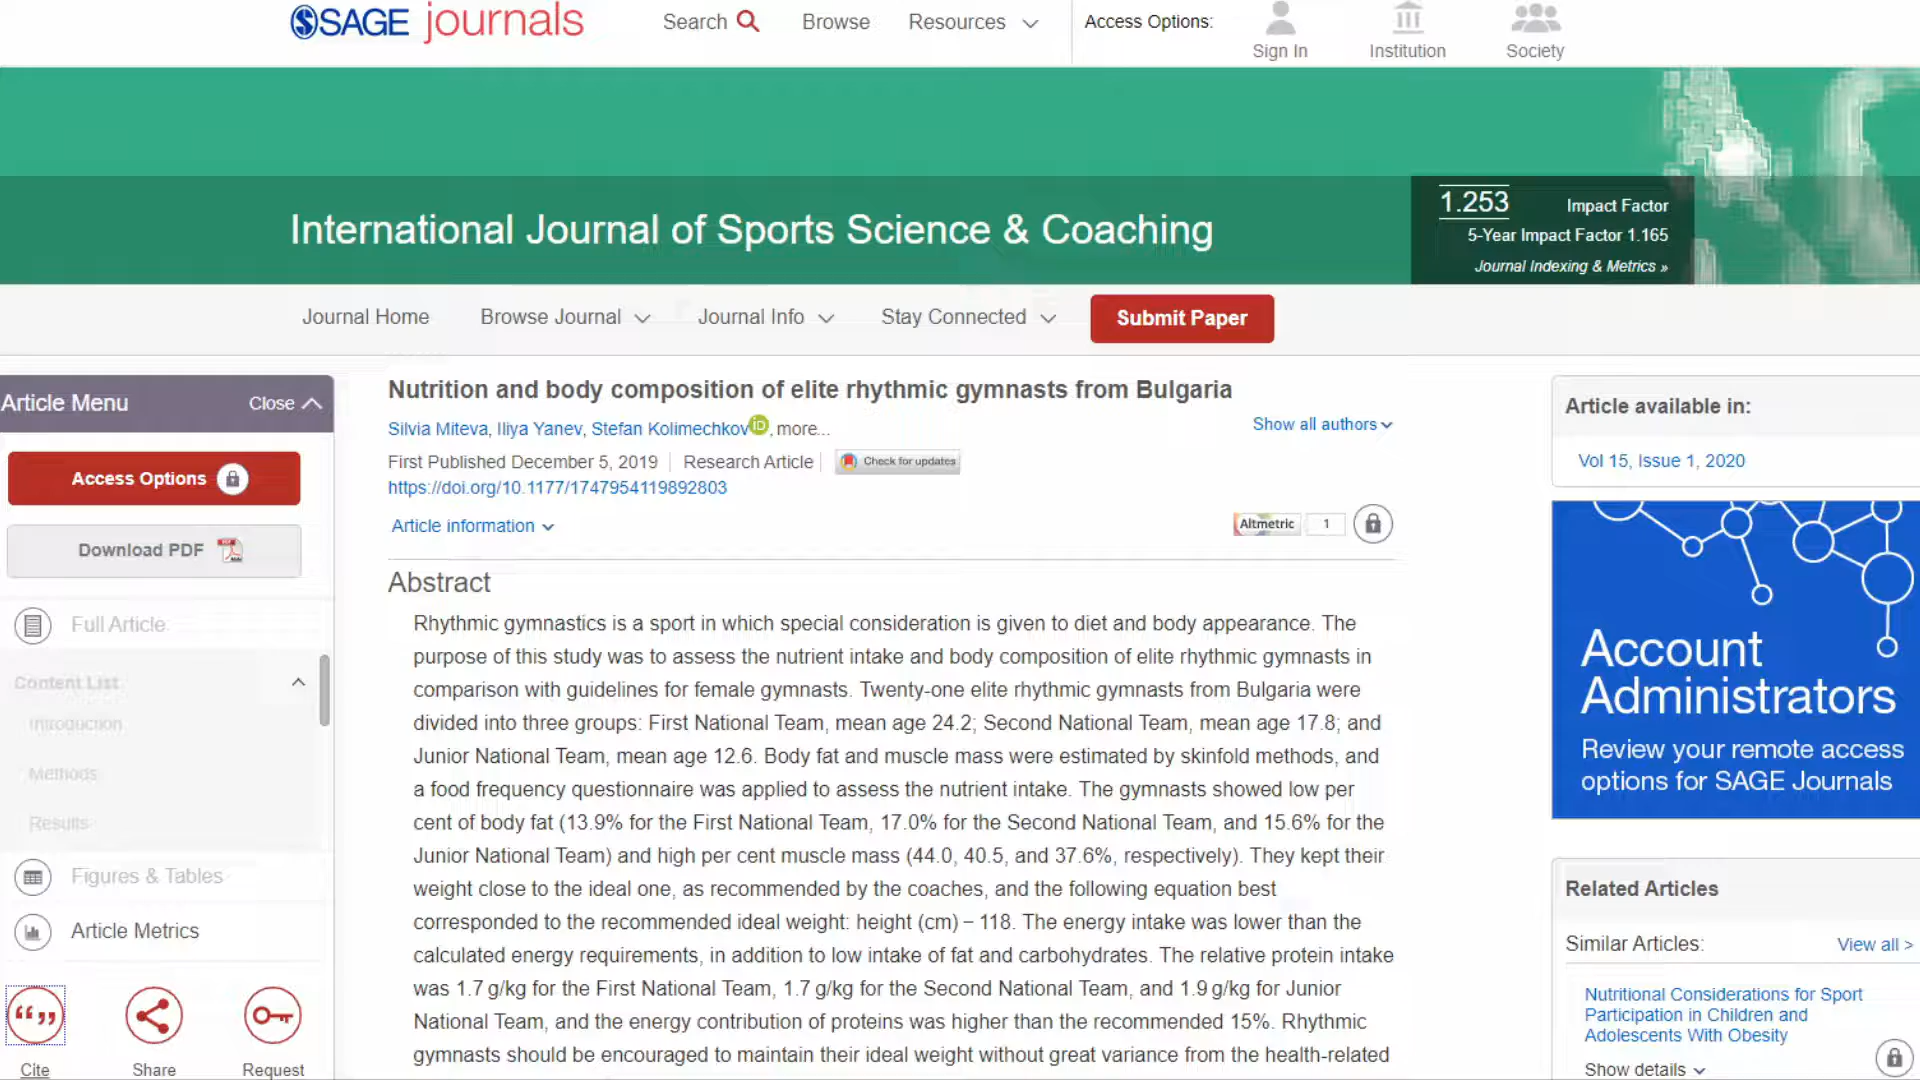 SAGE journals
Search
Browse
Resources
Access Options:
Sign In
Institution
Society
International Journal of Sports Science & Coaching
1.253 Impact Factor
5-Year Impact Factor 1.165
Journal Indexing & Metrics »
Journal Home
Browse Journal
Journal Info
Stay Connected
Submit Paper
Article Menu
Close
Access Options
Download PDF
Full Article
Content List
Introduction
Methods
Results
Figures & Tables
Article Metrics
Cite
Share
Request
Nutrition and body composition of elite rhythmic gymnasts from Bulgaria
Silvia Miteva, Iliya Yanev, Stefan Kolimechkov iD, more...
Show all authors
First Published December 5, 2019 | Research Article | Check for updates
https://doi.org/10.1177/1747954119892803
Article information
Altmetric 1
Abstract
Rhythmic gymnastics is a sport in which special consideration is given to diet and body appearance. The
purpose of this study was to assess the nutrient intake and body composition of elite rhythmic gymnasts in
comparison with guidelines for female gymnasts. Twenty-one elite rhythmic gymnasts from Bulgaria were
divided into three groups: First National Team, mean age 24.2; Second National Team, mean age 17.8; and
Junior National Team, mean age 12.6. Body fat and muscle mass were estimated by skinfold methods, and
a food frequency questionnaire was applied to assess the nutrient intake. The gymnasts showed low per
cent of body fat (13.9% for the First National Team, 17.0% for the Second National Team, and 15.6% for the
Junior National Team) and high per cent muscle mass (44.0, 40.5, and 37.6%, respectively). They kept their
weight close to the ideal one, as recommended by the coaches, and the following equation best
corresponded to the recommended ideal weight: height (cm) − 118. The energy intake was lower than the
calculated energy requirements, in addition to low intake of fat and carbohydrates. The relative protein intake
was 1.7 g/kg for the First National Team, 1.7 g/kg for the Second National Team, and 1.9 g/kg for Junior
National Team, and the energy contribution of proteins was higher than the recommended 15%. Rhythmic
gymnasts should be encouraged to maintain their ideal weight without great variance from the health-related
Article available in:
Vol 15, Issue 1, 2020
Account
Administrators
Review your remote access
options for SAGE Journals
Related Articles
Similar Articles:
View all >
Nutritional Considerations for Sport
Participation in Children and
Adolescents With Obesity
Show details